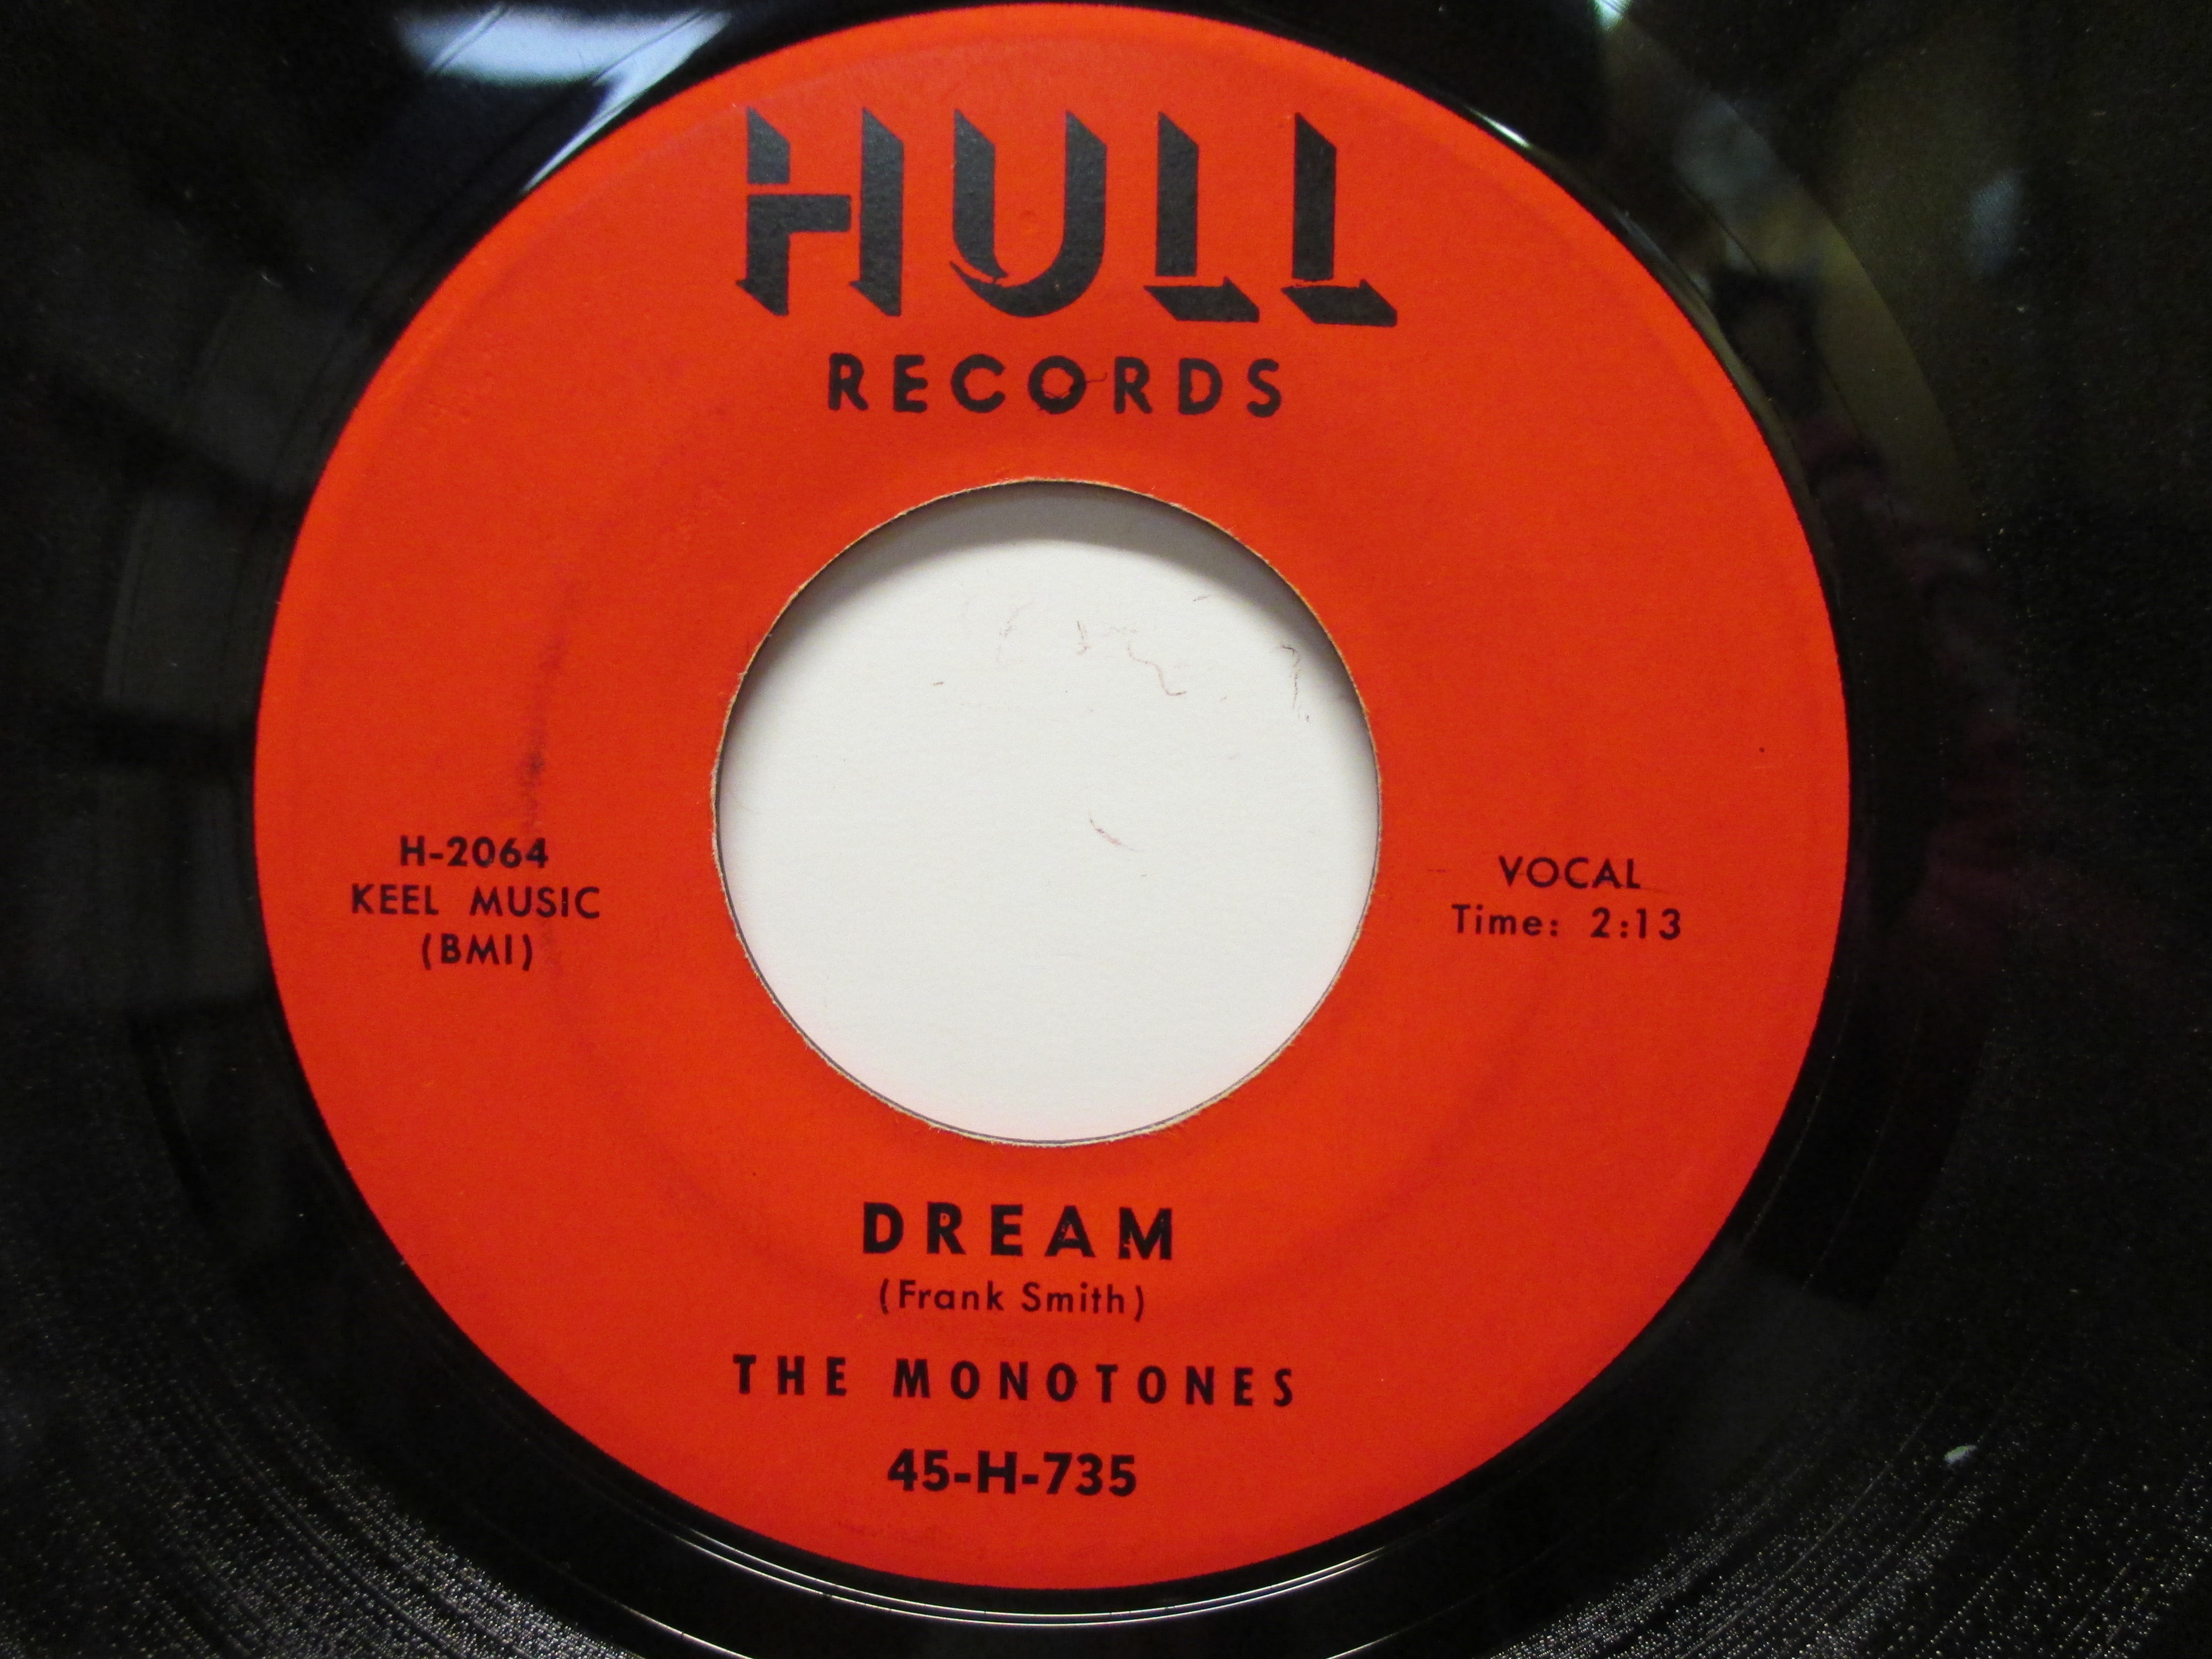 HULL
RECORDS
H-2064
KEEL MUSIC
(BMI)
VOCAL
Time: 2:13
DREAM
(Frank Smith)
THE MONOTONES
45-H-735